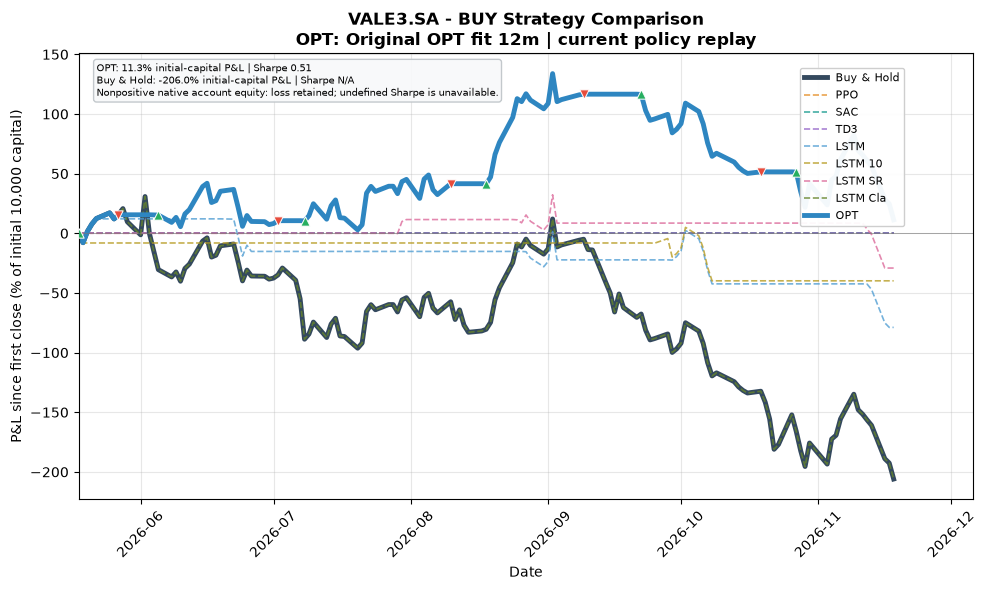 VALE3.SA - BUY Strategy Comparison
OPT: Original OPT fit 12m | current policy replay
OPT: 11.3% initial-capital P&L | Sharpe 0.51
Buy & Hold: -206.0% initial-capital P&L | Sharpe N/A
Nonpositive native account equity: loss retained; undefined Sharpe is unavailable.
Buy & Hold
PPO
SAC
TD3
LSTM
LSTM 10
LSTM SR
LSTM Cla
OPT
P&L since first close (% of initial 10,000 capital)
150
100
50
0
−50
−100
−150
−200
2026-06
2026-07
2026-08
2026-09
2026-10
2026-11
2026-12
Date